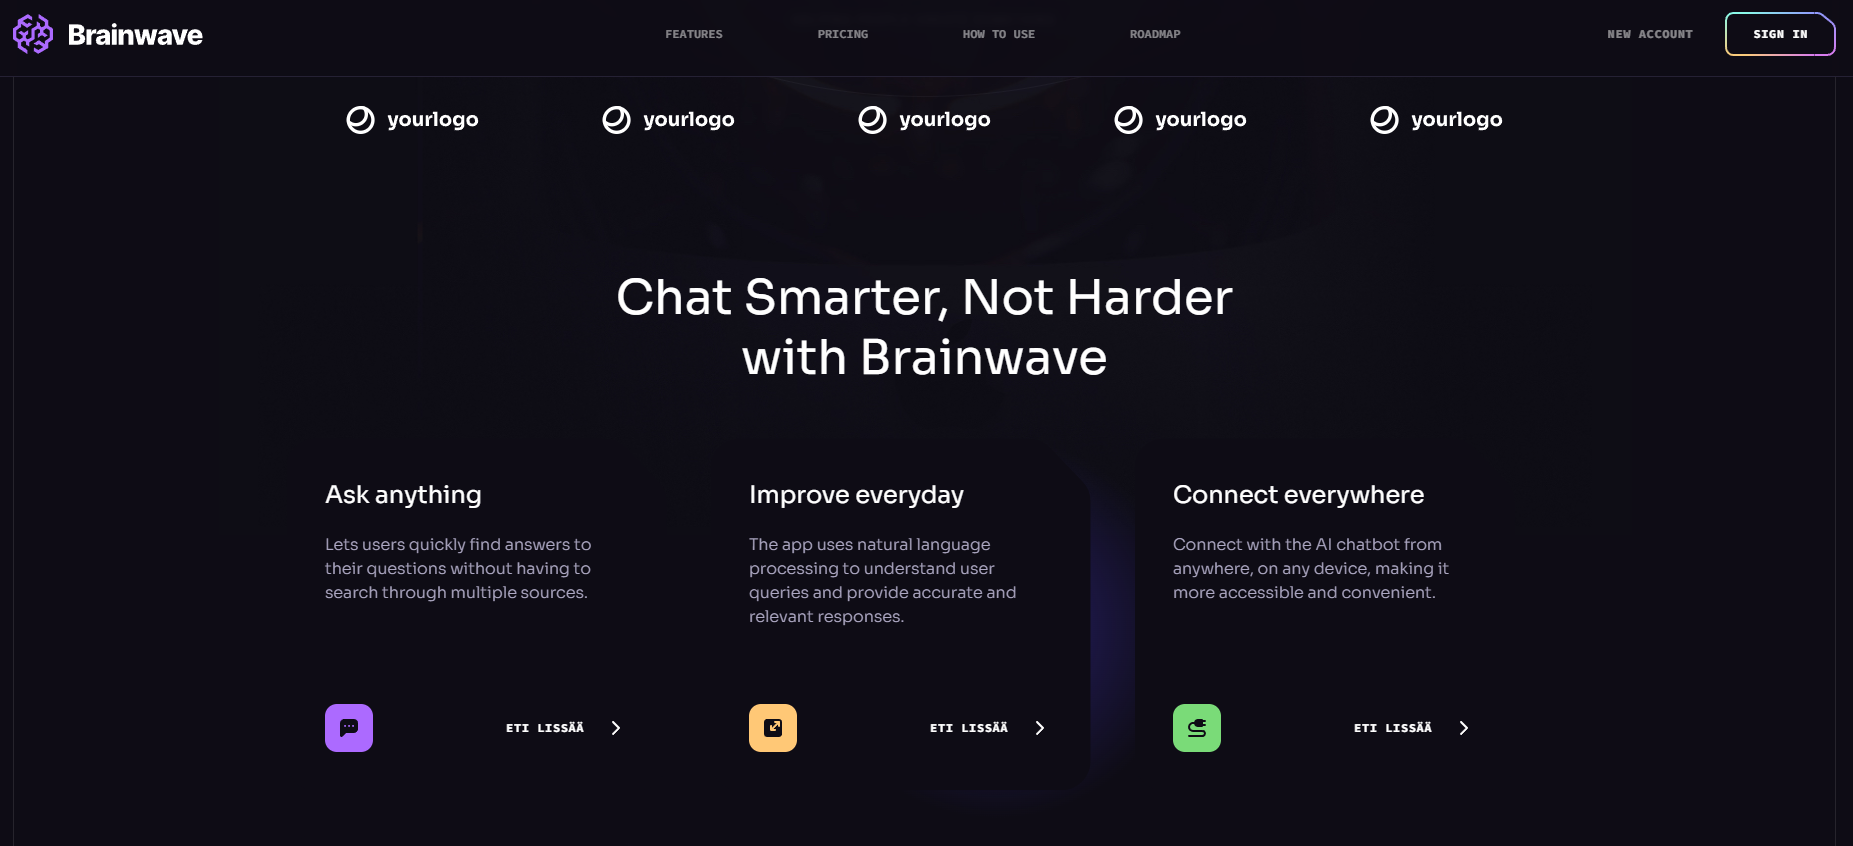 Brainwave
FEATURES
PRICING
HOW TO USE
ROADMAP
NEW ACCOUNT
SIGN IN
yourlogo
yourlogo
yourlogo
yourlogo
yourlogo
Chat Smarter, Not Harder
with Brainwave
Ask anything
Lets users quickly find answers to
their questions without having to
search through multiple sources.
ETI LISSÄÄ
Improve everyday
The app uses natural language
processing to understand user
queries and provide accurate and
relevant responses.
ETI LISSÄÄ
Connect everywhere
Connect with the AI chatbot from
anywhere, on any device, making it
more accessible and convenient.
ETI LISSÄÄ